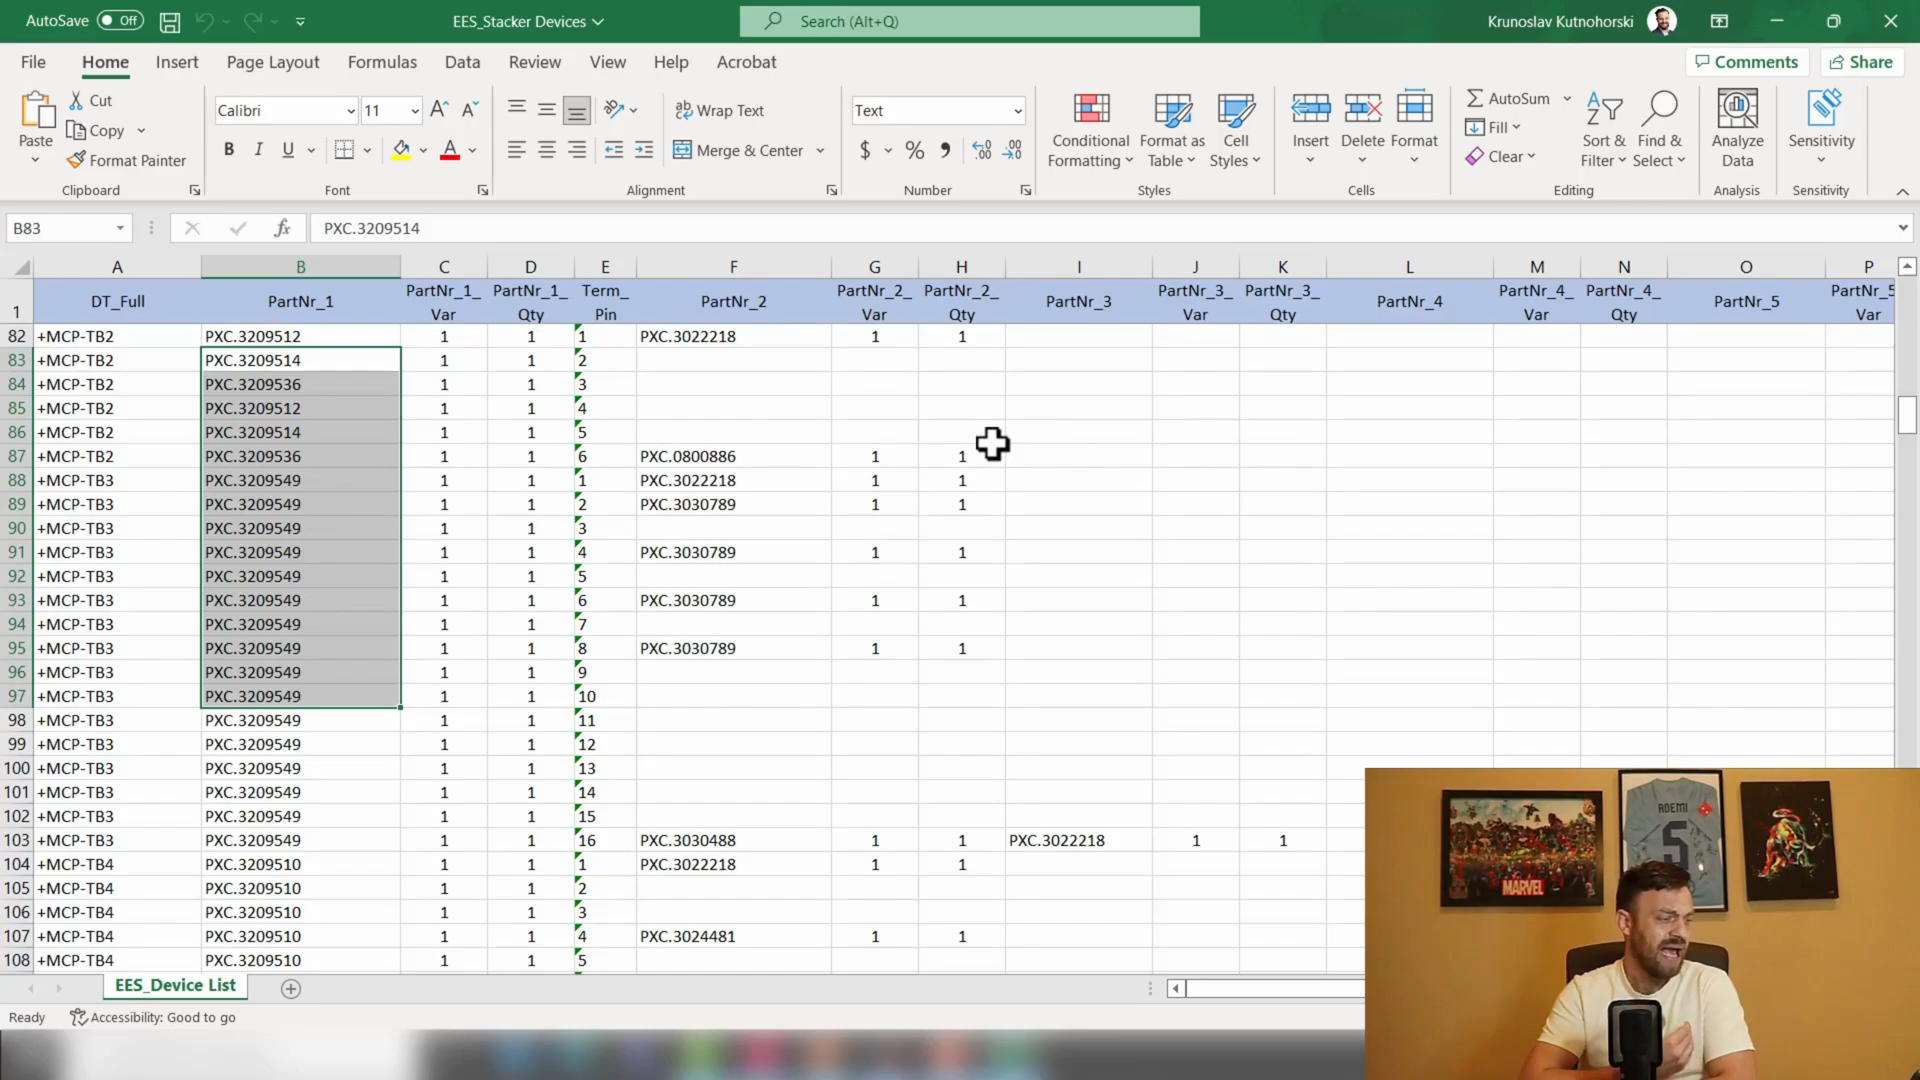 AutoSave Off EES_Stacker Devices Search (Alt+Q) Krunoslav Kutnohorski
File Home Insert Page Layout Formulas Data Review View Help Acrobat Comments Share
Paste Cut Copy Format Painter Clipboard
Calibri 11 A A B I U A Font
Wrap Text Merge & Center Alignment
Text $ % Number
Conditional Formatting Format as Table Cell Styles Styles
Insert Delete Format Cells
AutoSum Fill Clear Sort & Filter Find & Select Editing
Analyze Data Analysis
Sensitivity Sensitivity
B83 fx PXC.3209514
A B C D E F G H I J K L M N O P
1 DT_Full PartNr_1 PartNr_1_Var PartNr_1_Qty Term_Pin PartNr_2 PartNr_2_Var PartNr_2_Qty PartNr_3 PartNr_3_Var PartNr_3_Qty PartNr_4 PartNr_4_Var PartNr_4_Qty PartNr_5 PartNr_5 Var
82 +MCP-TB2 PXC.3209512 1 1 1 PXC.3022218 1 1
83 +MCP-TB2 PXC.3209514 1 1 2
84 +MCP-TB2 PXC.3209536 1 1 3
85 +MCP-TB2 PXC.3209512 1 1 4
86 +MCP-TB2 PXC.3209514 1 1 5
87 +MCP-TB2 PXC.3209536 1 1 6 PXC.0800886 1 1
88 +MCP-TB3 PXC.3209549 1 1 1 PXC.3022218 1 1
89 +MCP-TB3 PXC.3209549 1 1 2 PXC.3030789 1 1
90 +MCP-TB3 PXC.3209549 1 1 3
91 +MCP-TB3 PXC.3209549 1 1 4 PXC.3030789 1 1
92 +MCP-TB3 PXC.3209549 1 1 5
93 +MCP-TB3 PXC.3209549 1 1 6 PXC.3030789 1 1
94 +MCP-TB3 PXC.3209549 1 1 7
95 +MCP-TB3 PXC.3209549 1 1 8 PXC.3030789 1 1
96 +MCP-TB3 PXC.3209549 1 1 9
97 +MCP-TB3 PXC.3209549 1 1 10
98 +MCP-TB3 PXC.3209549 1 1 11
99 +MCP-TB3 PXC.3209549 1 1 12
100 +MCP-TB3 PXC.3209549 1 1 13
101 +MCP-TB3 PXC.3209549 1 1 14
102 +MCP-TB3 PXC.3209549 1 1 15
103 +MCP-TB3 PXC.3209549 1 1 16 PXC.3030488 1 1 PXC.3022218 1 1
104 +MCP-TB4 PXC.3209510 1 1 1 PXC.3022218 1 1
105 +MCP-TB4 PXC.3209510 1 1 2
106 +MCP-TB4 PXC.3209510 1 1 3
107 +MCP-TB4 PXC.3209510 1 1 4 PXC.3024481 1 1
108 +MCP-TB4 PXC.3209510 1 1 5
MARVEL
ADEMI
5
EES_Device List
Ready Accessibility: Good to go